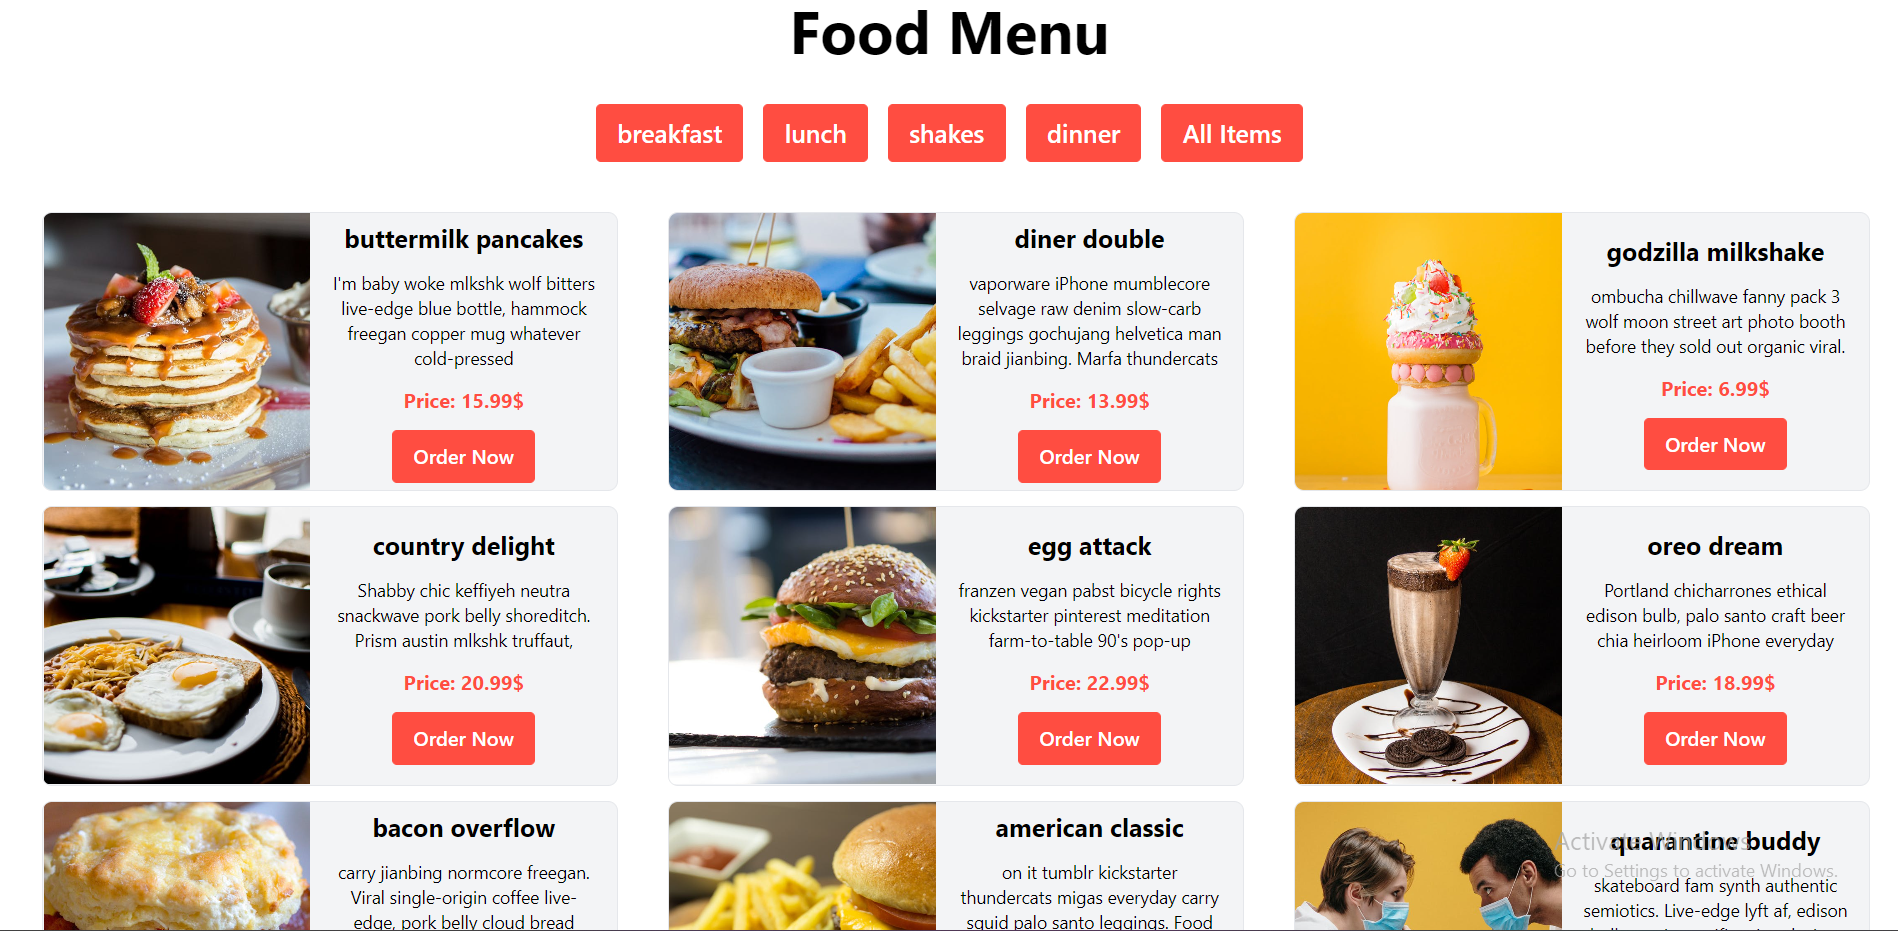 Food Menu
breakfast
lunch
shakes
dinner
All Items
buttermilk pancakes
I'm baby woke mlkshk wolf bitters
live-edge blue bottle, hammock
freegan copper mug whatever
cold-pressed
Price: 15.99$
Order Now
diner double
vaporware iPhone mumblecore
selvage raw denim slow-carb
leggings gochujang helvetica man
braid jianbing. Marfa thundercats
Price: 13.99$
Order Now
godzilla milkshake
ombucha chillwave fanny pack 3
wolf moon street art photo booth
before they sold out organic viral.
Price: 6.99$
Order Now
country delight
Shabby chic keffiyeh neutra
snackwave pork belly shoreditch.
Prism austin mlkshk truffaut,
Price: 20.99$
Order Now
egg attack
franzen vegan pabst bicycle rights
kickstarter pinterest meditation
farm-to-table 90's pop-up
Price: 22.99$
Order Now
oreo dream
Portland chicharrones ethical
edison bulb, palo santo craft beer
chia heirloom iPhone everyday
Price: 18.99$
Order Now
bacon overflow
carry jianbing normcore freegan.
Viral single-origin coffee live-
edge, pork belly cloud bread
american classic
on it tumblr kickstarter
thundercats migas everyday carry
squid palo santo leggings. Food
quarantine buddy
skateboard fam synth authentic
semiotics. Live-edge lyft af, edison
Activate Windows
Go to Settings to activate Windows.